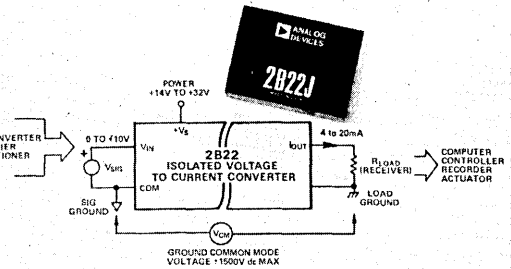 ANALOG
DEVICES
2B22J
POWER
+14V TO +32V
+VS
0 TO +10V
VIN
+
VSIG
COM
SIG
GROUND
2B22
ISOLATED VOLTAGE
TO CURRENT CONVERTER
IOUT
4 to 20mA
RLOAD
(RECEIVER)
LOAD
GROUND
COMPUTER
CONTROLLER
RECORDER
ACTUATOR
VCM
GROUND COMMON MODE
VOLTAGE ±1500V dc MAX